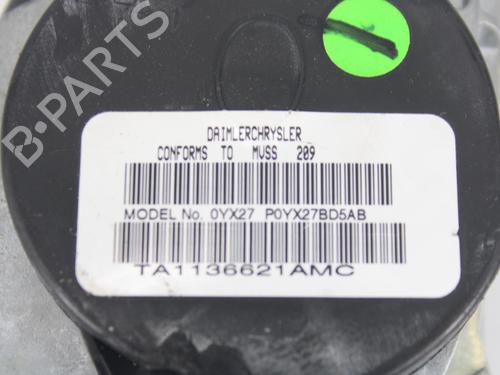 DAIMLERCHRYSLER
CONFORMS TO MVSS 209
MODEL No. 0YX27 P0YX27BD5AB
TA1136621AMC
B-PARTS